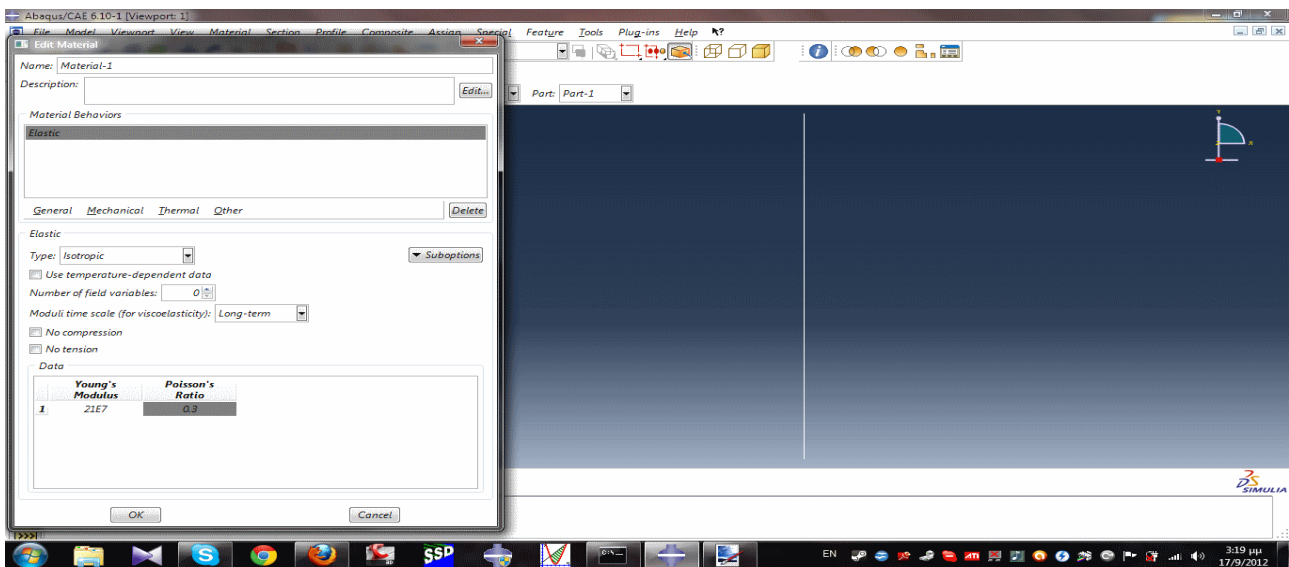 Abaqus/CAE 6.10-1 [Viewport: 1]
File Model Viewport View Material Section Profile Composite Assign Special Feature Tools Plug-ins Help
Edit Material
Name: Material-1
Description:
Edit...
Part: Part-1
Material Behaviors
Elastic
General Mechanical Thermal Other
Delete
Elastic
Type: Isotropic
Suboptions
Use temperature-dependent data
Number of field variables: 0
Moduli time scale (for viscoelasticity): Long-term
No compression
No tension
Data
Young's Modulus
Poisson's Ratio
1 21E7 0.3
OK Cancel
Y
X
SIMULIA
>>>
SSP
C:\
EN
3:19 μμ
17/9/2012